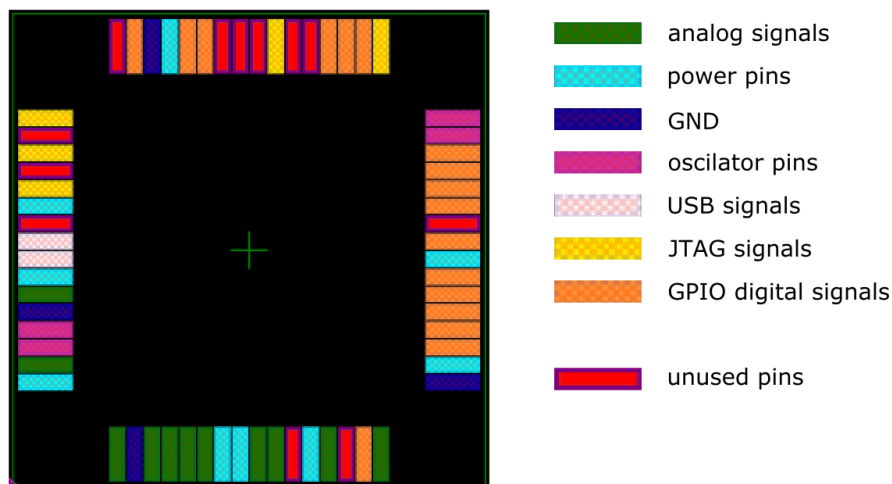 analog signals
power pins
GND
oscilator pins
USB signals
JTAG signals
GPIO digital signals
unused pins